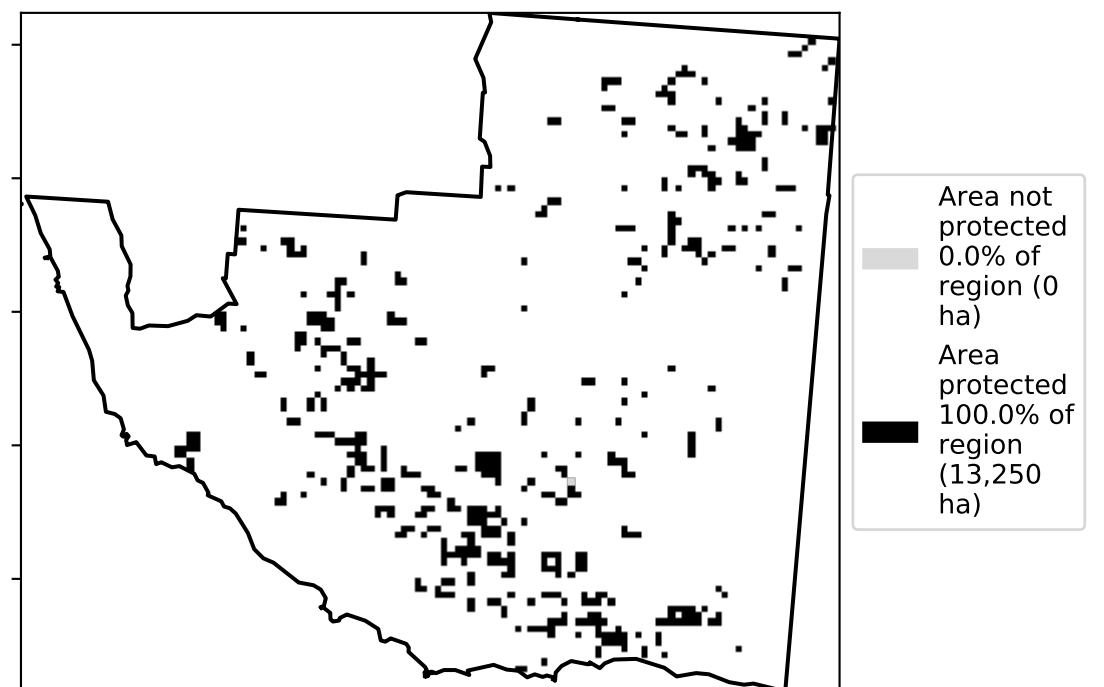 Area not
protected
0.0% of
region (0
ha)
Area
protected
100.0% of
region
(13,250
ha)